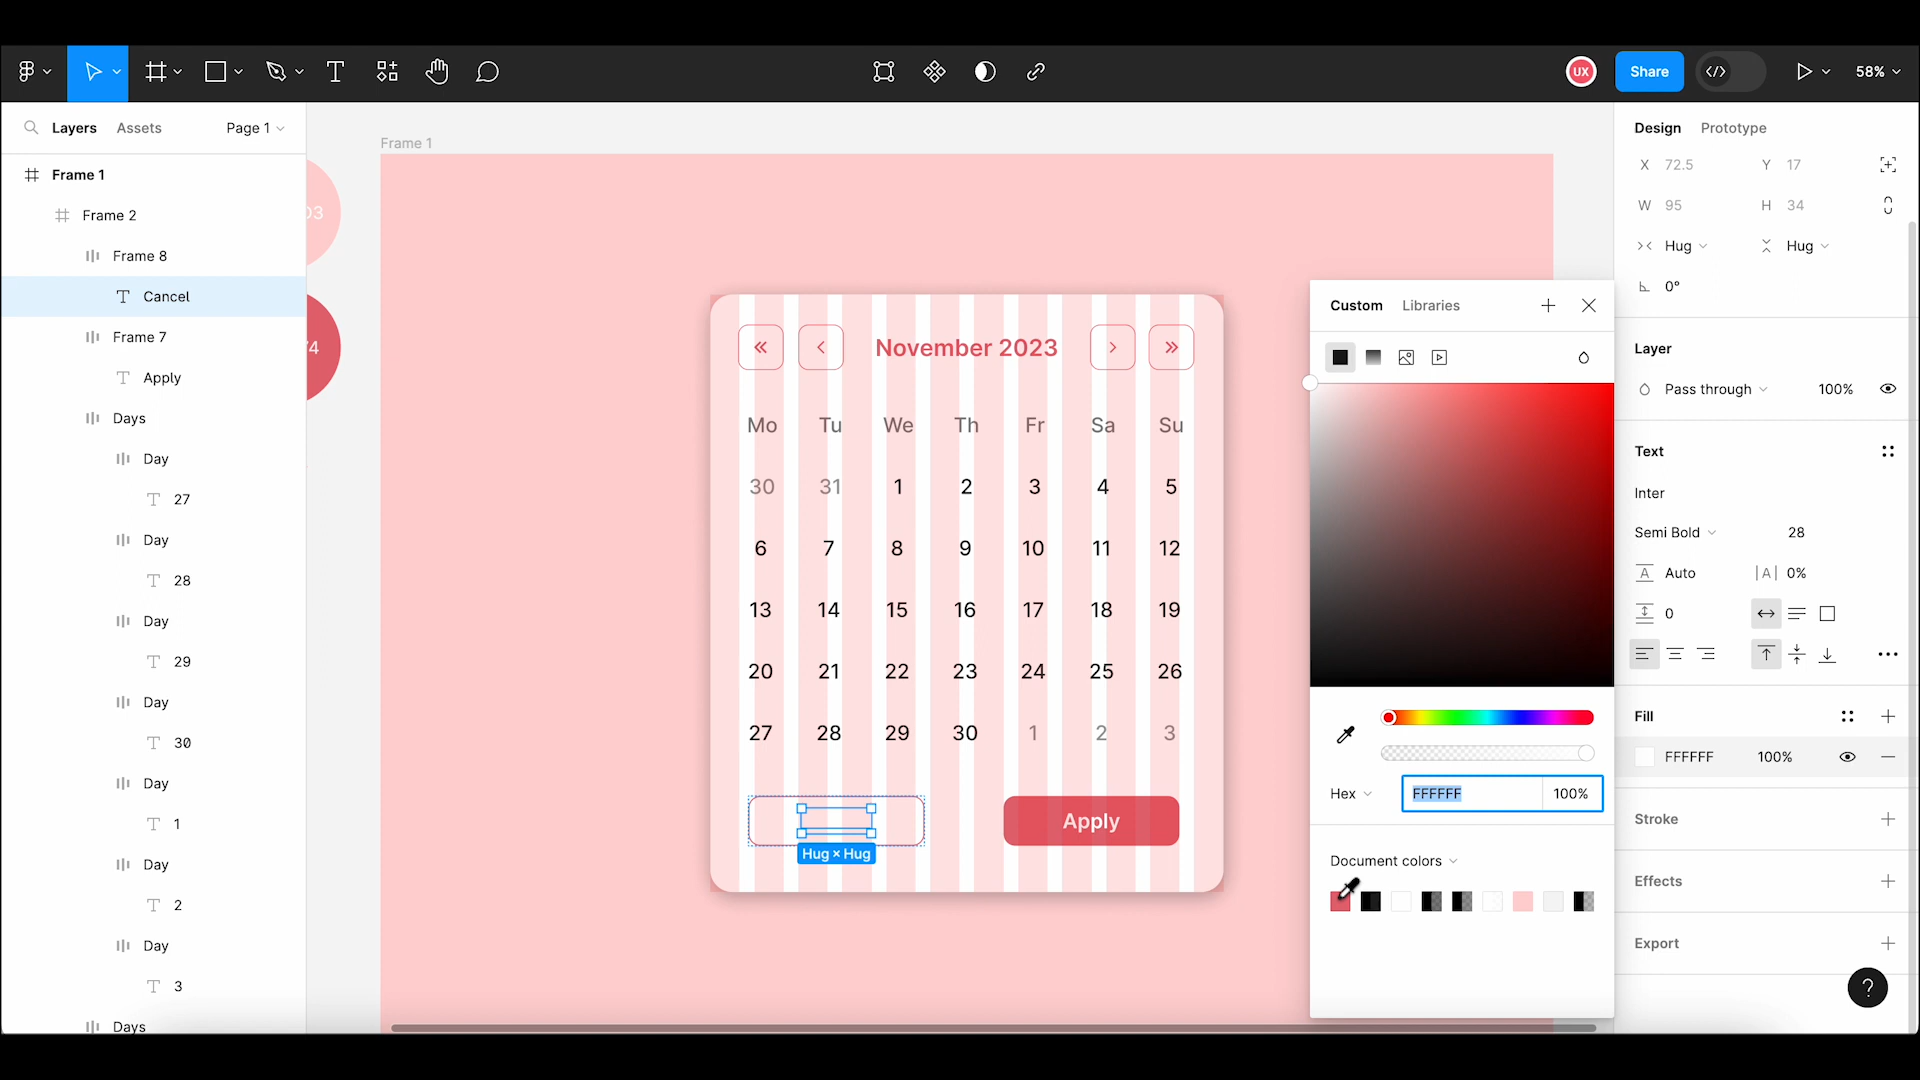 UX
Share
58%
Layers
Assets
Page 1
Frame 1
Frame 2
Frame 8
Cancel
Frame 7
Apply
Days
Day
27
Day
28
Day
29
Day
30
Day
1
Day
2
Day
3
Days
Frame 1
03
74
November 2023
Mo Tu We Th Fr Sa Su
30 31 1 2 3 4 5
6 7 8 9 10 11 12
13 14 15 16 17 18 19
20 21 22 23 24 25 26
27 28 29 30 1 2 3
Apply
Hug × Hug
Custom
Libraries
Hex
FFFFFF
100%
Document colors
Design
Prototype
X 72.5
Y 17
W 95
H 34
Hug
Hug
0°
Layer
Pass through
100%
Text
Inter
Semi Bold
28
A Auto
|A| 0%
0
Fill
FFFFFF
100%
Stroke
Effects
Export
?